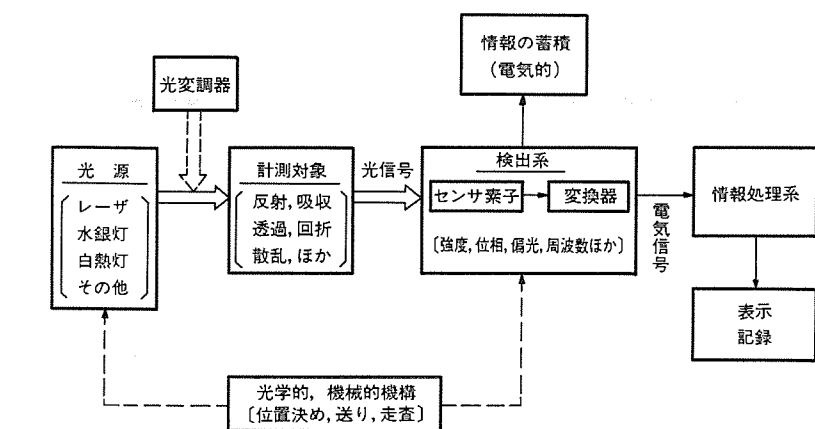 情報の蓄積
(電気的)
光変調器
光 源
レーザ
水銀灯
白熱灯
その他
計測対象
反射, 吸収
透過, 回折
散乱, ほか
光信号
検出系
センサ素子
変換器
〔強度, 位相, 偏光, 周波数ほか〕
電気信号
情報処理系
表示
記録
光学的, 機械的機構
〔位置決め, 送り, 走査〕